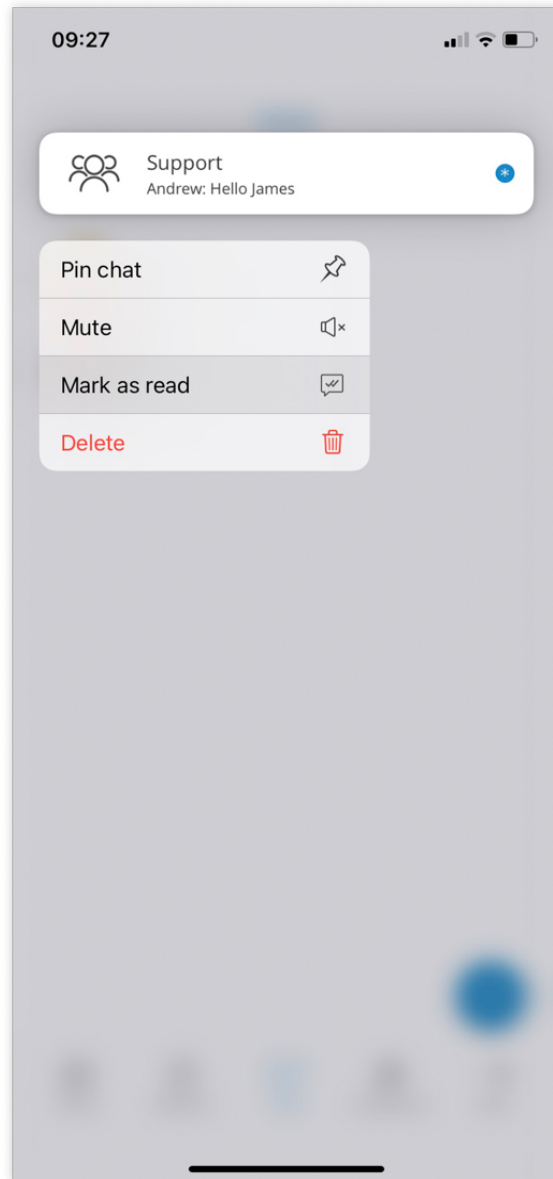 09:27
Support
Andrew: Hello James
Pin chat
Mute
Mark as read
Delete